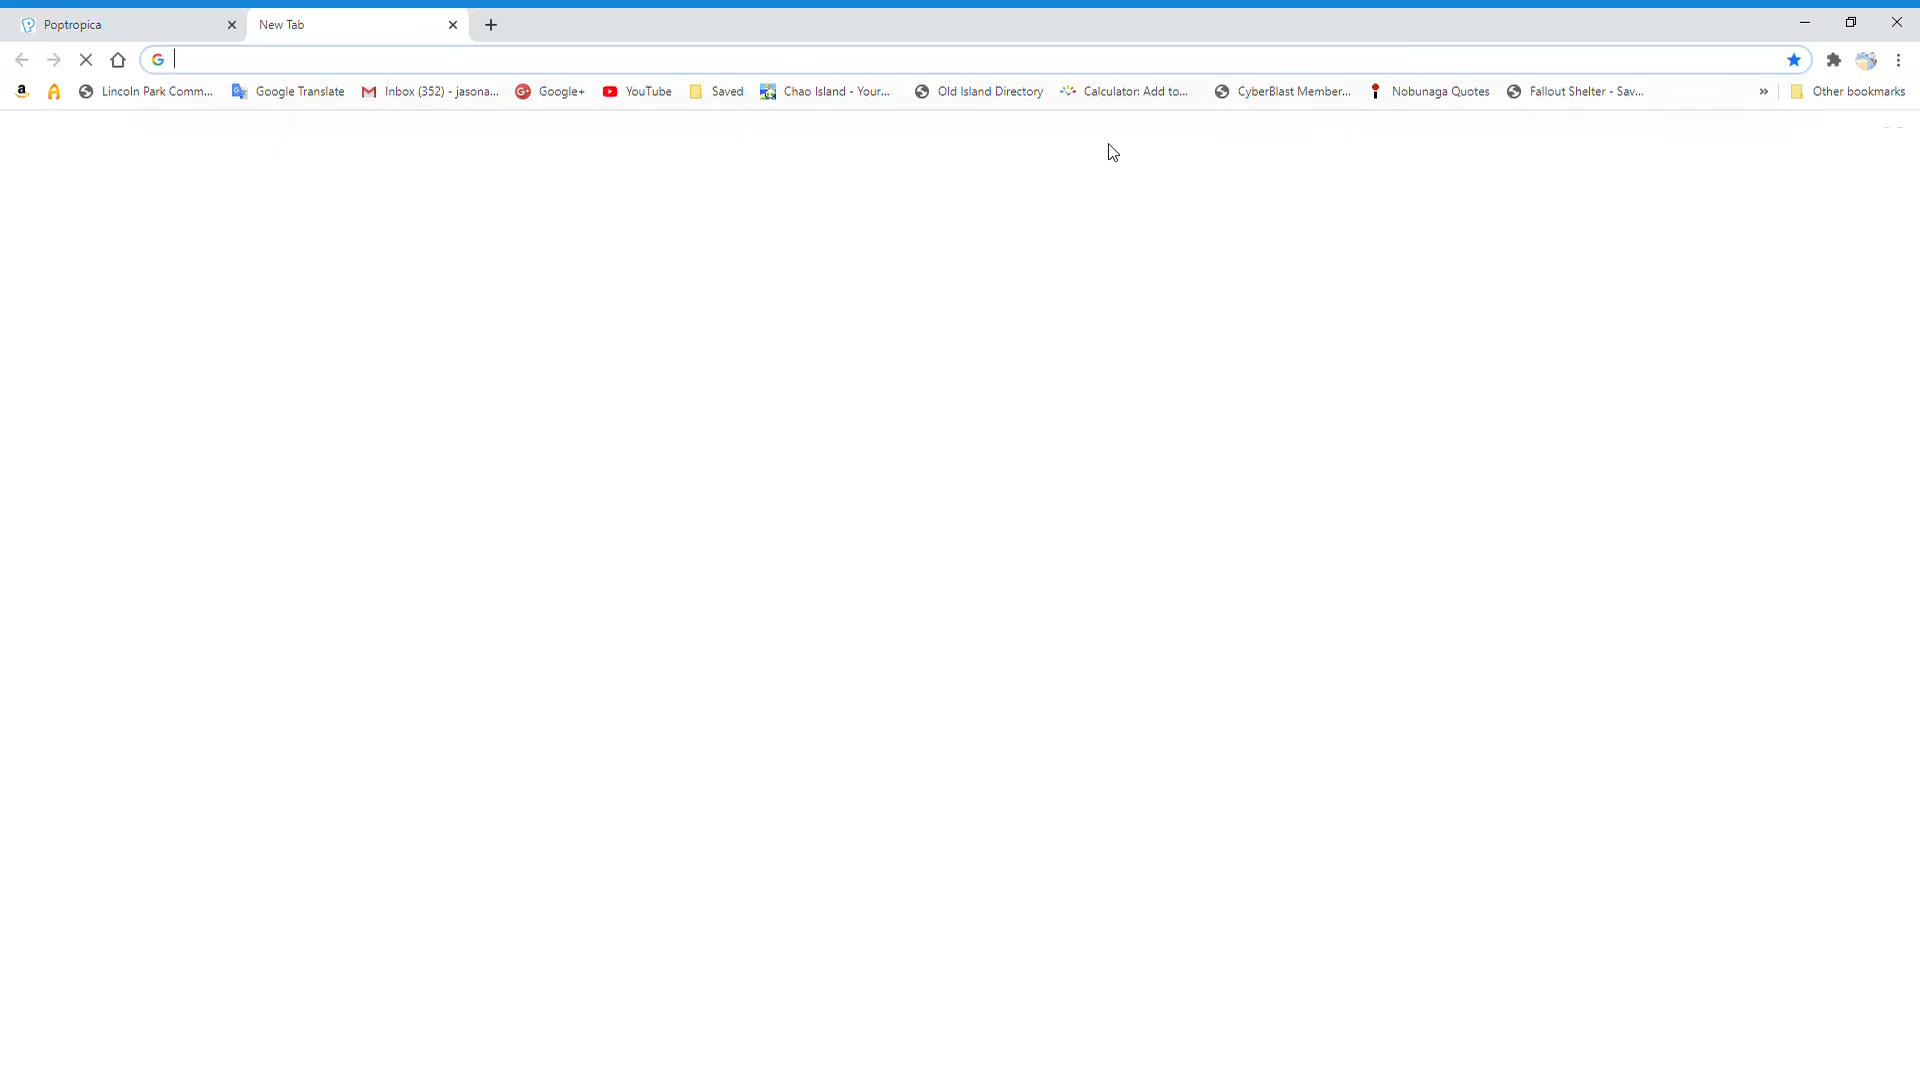 Poptropica
New Tab
Lincoln Park Comm...
Google Translate
Inbox (352) - jasona...
Google+
YouTube
Saved
Chao Island - Your...
Old Island Directory
Calculator: Add to...
CyberBlast Member...
Nobunaga Quotes
Fallout Shelter - Sav...
»
Other bookmarks